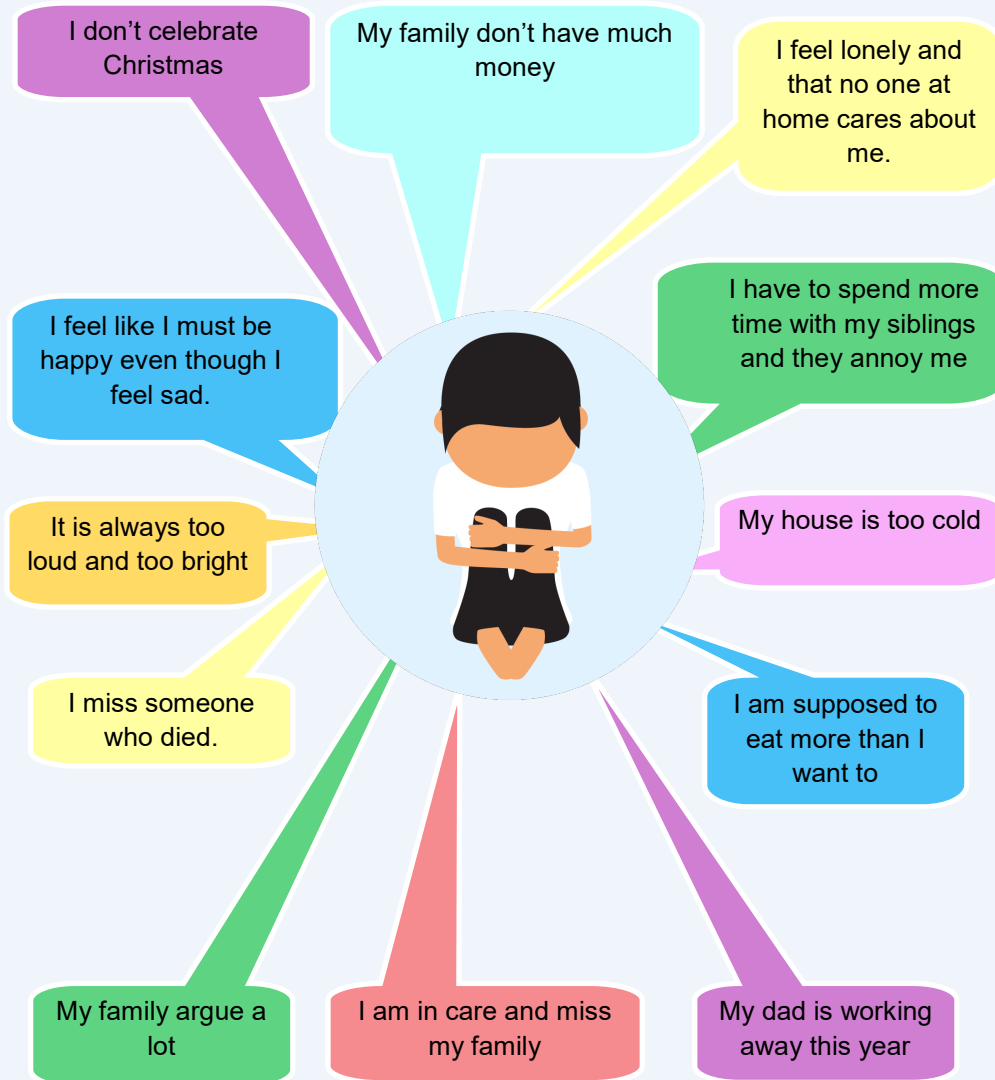 I don’t celebrate
Christmas
My family don’t have much
money
I feel lonely and
that no one at
home cares about
me.
I have to spend more
time with my siblings
and they annoy me
I feel like I must be
happy even though I
feel sad.
It is always too
loud and too bright
My house is too cold
I miss someone
who died.
I am supposed to
eat more than I
want to
My family argue a
lot
I am in care and miss
my family
My dad is working
away this year